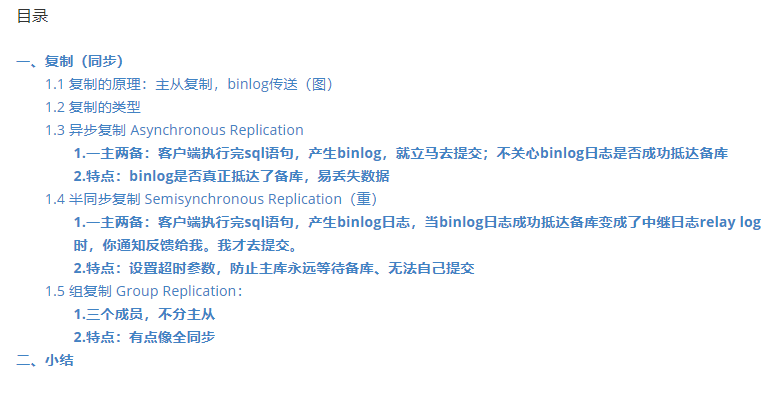 目录
一、复制（同步）
1.1 复制的原理：主从复制，binlog传送（图）
1.2 复制的类型
1.3 异步复制 Asynchronous Replication
1.一主两备：客户端执行完sql语句，产生binlog，就立马去提交；不关心binlog日志是否成功抵达备库
2.特点：binlog是否真正抵达了备库，易丢失数据
1.4 半同步复制 Semisynchronous Replication（重）
1.一主两备：客户端执行完sql语句，产生binlog日志，当binlog日志成功抵达备库变成了中继日志relay log
时，你通知反馈给我。我才去提交。
2.特点：设置超时参数，防止主库永远等待备库、无法自己提交
1.5 组复制 Group Replication：
1.三个成员，不分主从
2.特点：有点像全同步
二、小结